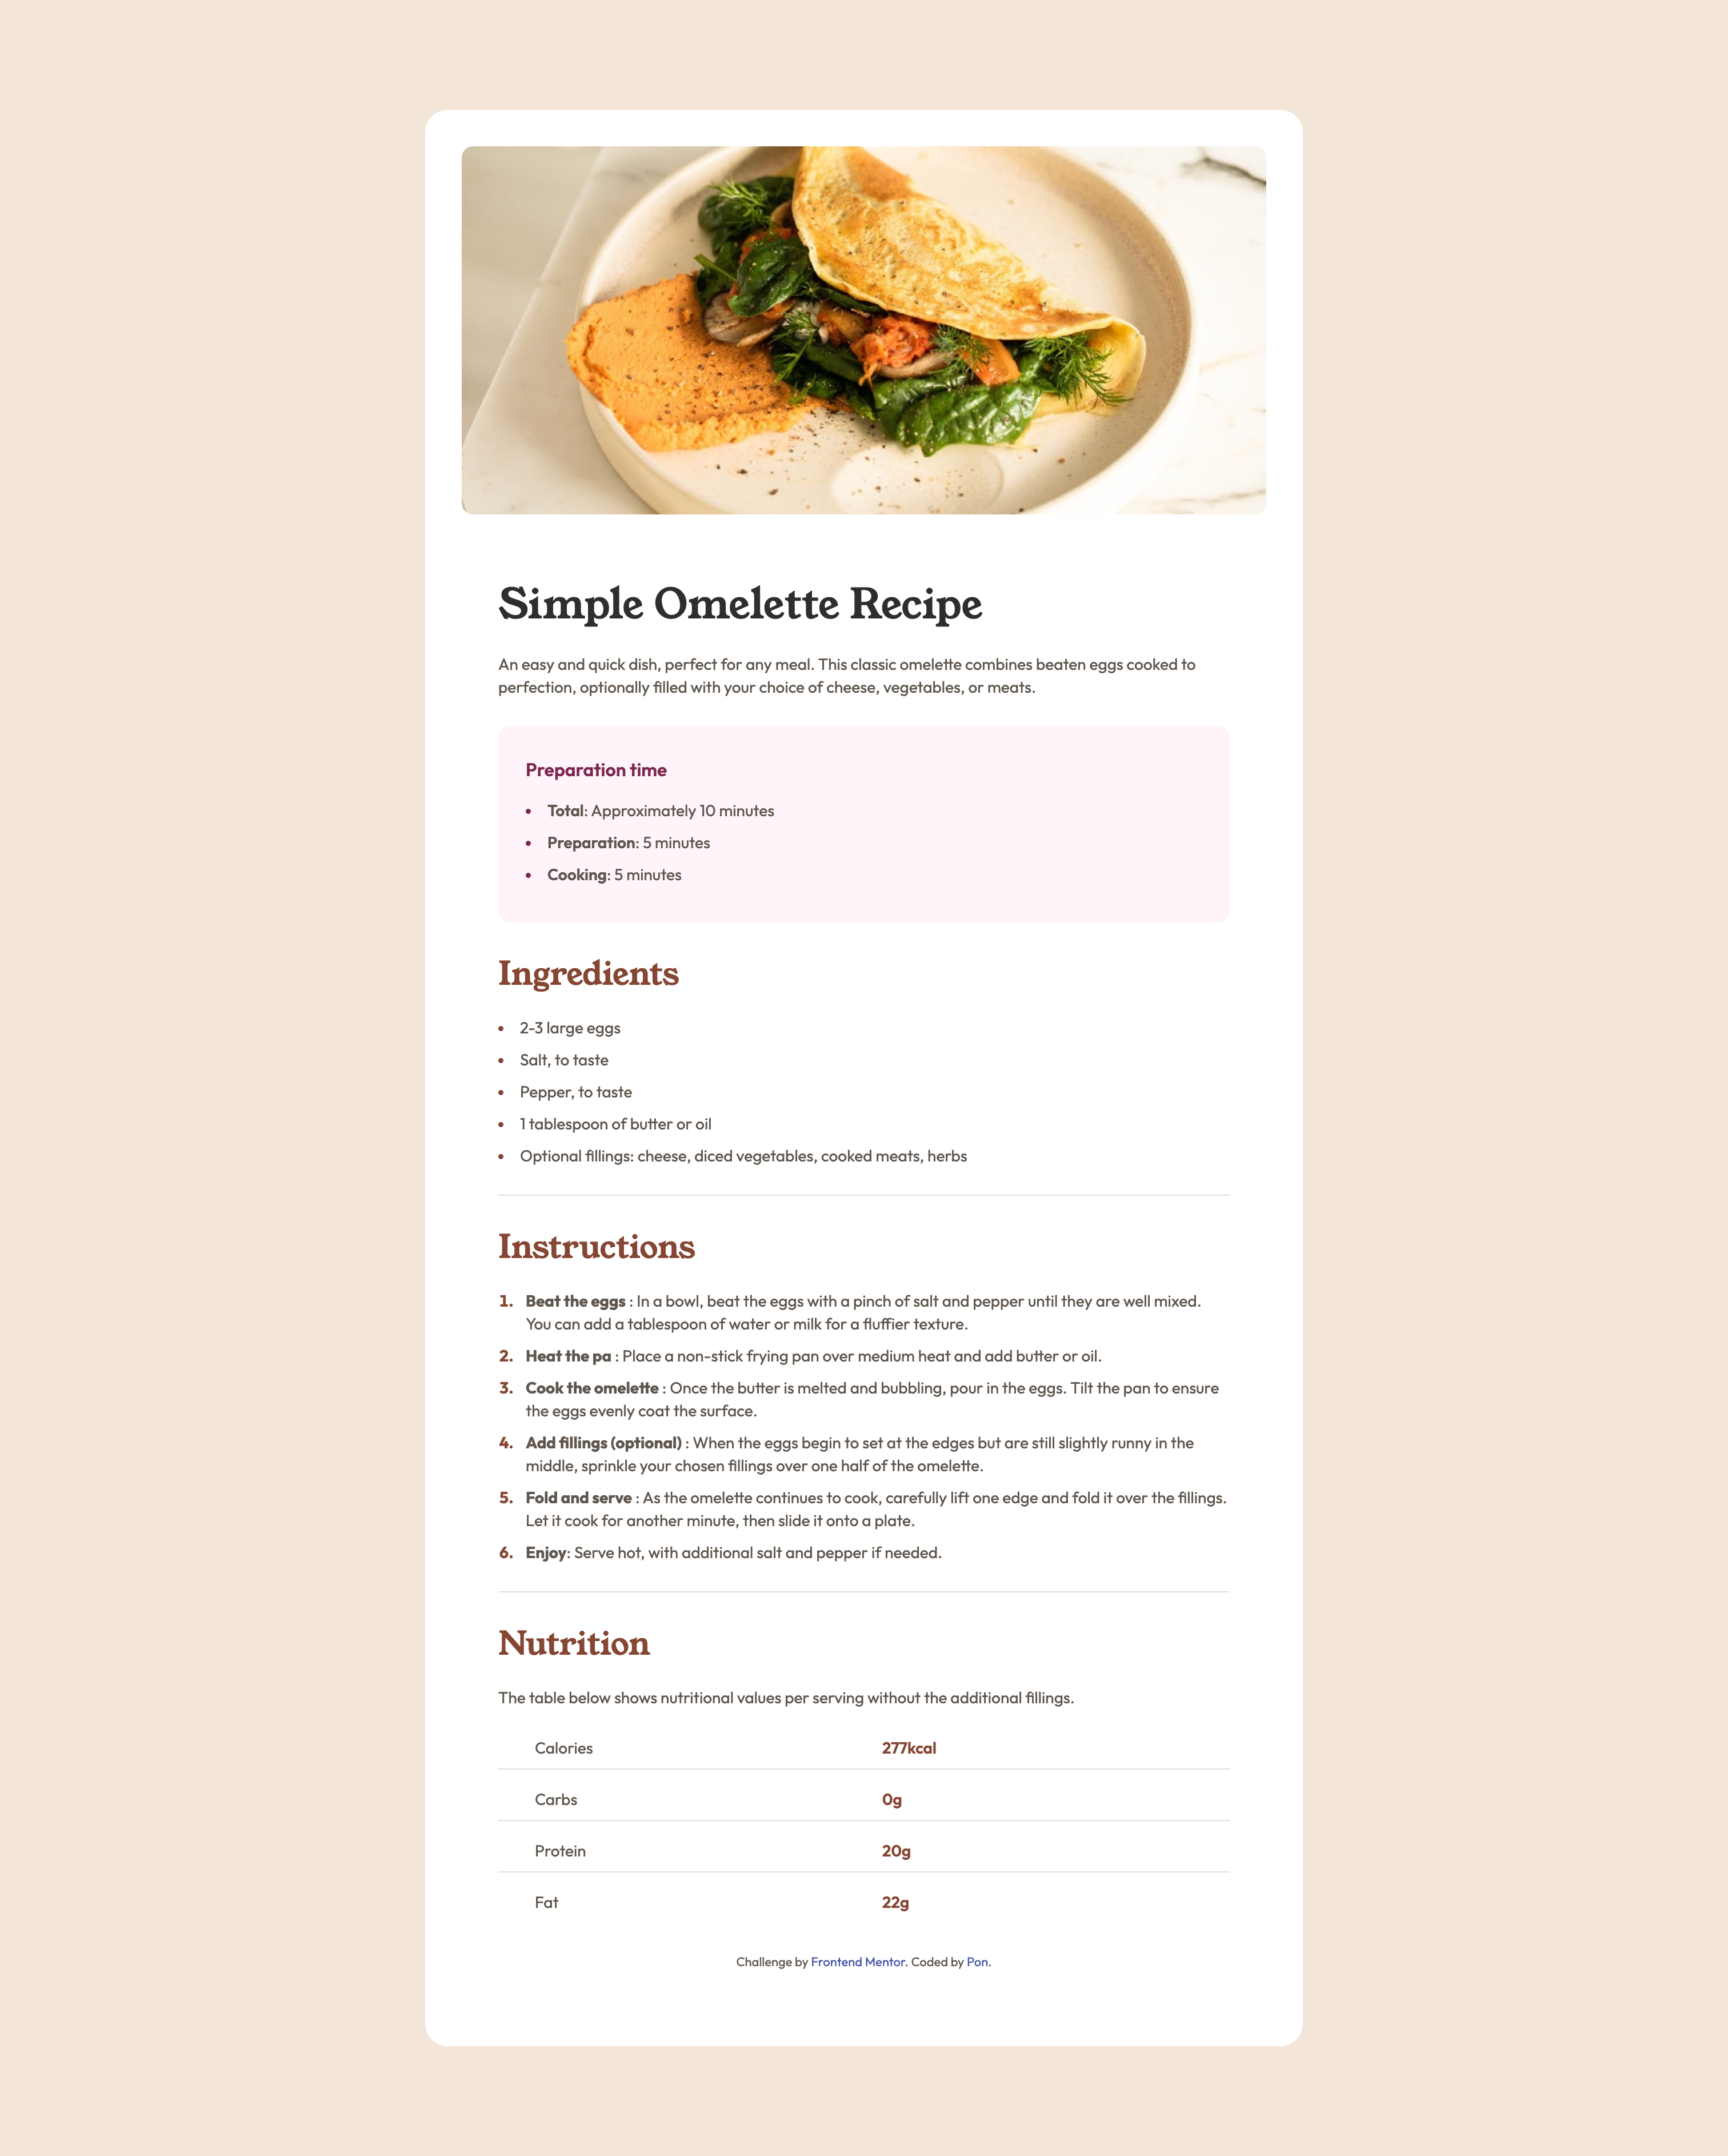 Simple Omelette Recipe
An easy and quick dish, perfect for any meal. This classic omelette combines beaten eggs cooked to
perfection, optionally filled with your choice of cheese, vegetables, or meats.
Preparation time
• Total: Approximately 10 minutes
• Preparation: 5 minutes
• Cooking: 5 minutes
Ingredients
• 2-3 large eggs
• Salt, to taste
• Pepper, to taste
• 1 tablespoon of butter or oil
• Optional fillings: cheese, diced vegetables, cooked meats, herbs
Instructions
1. Beat the eggs : In a bowl, beat the eggs with a pinch of salt and pepper until they are well mixed.
You can add a tablespoon of water or milk for a fluffier texture.
2. Heat the pa : Place a non-stick frying pan over medium heat and add butter or oil.
3. Cook the omelette : Once the butter is melted and bubbling, pour in the eggs. Tilt the pan to ensure
the eggs evenly coat the surface.
4. Add fillings (optional) : When the eggs begin to set at the edges but are still slightly runny in the
middle, sprinkle your chosen fillings over one half of the omelette.
5. Fold and serve : As the omelette continues to cook, carefully lift one edge and fold it over the fillings.
Let it cook for another minute, then slide it onto a plate.
6. Enjoy: Serve hot, with additional salt and pepper if needed.
Nutrition
The table below shows nutritional values per serving without the additional fillings.
Calories 277kcal
Carbs 0g
Protein 20g
Fat 22g
Challenge by Frontend Mentor. Coded by Pon.